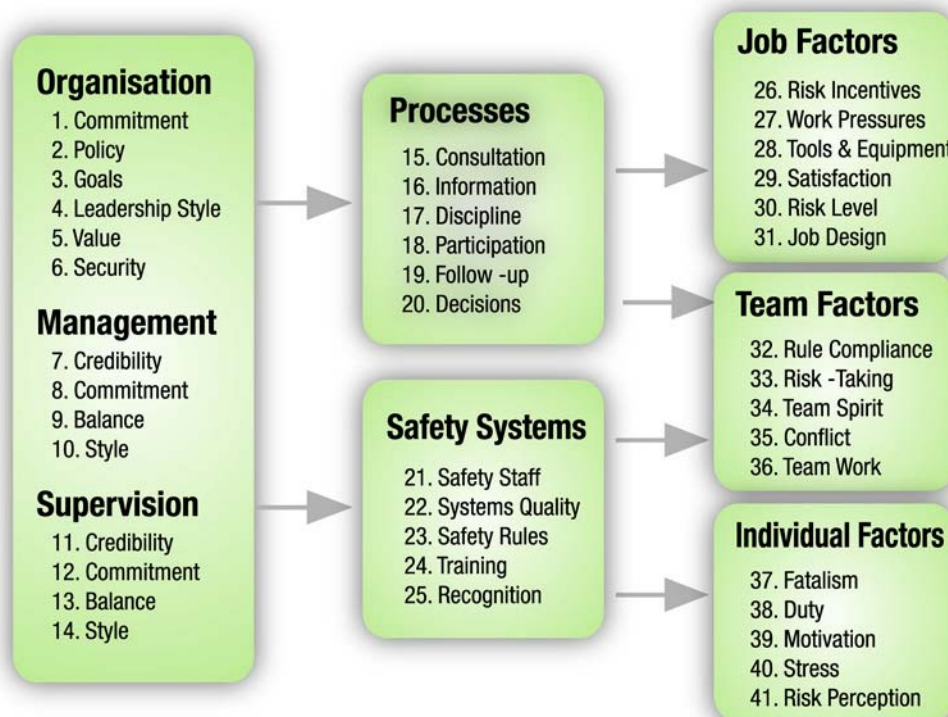 Organisation
1. Commitment
2. Policy
3. Goals
4. Leadership Style
5. Value
6. Security
Management
7. Credibility
8. Commitment
9. Balance
10. Style
Supervision
11. Credibility
12. Commitment
13. Balance
14. Style
Processes
15. Consultation
16. Information
17. Discipline
18. Participation
19. Follow -up
20. Decisions
Safety Systems
21. Safety Staff
22. Systems Quality
23. Safety Rules
24. Training
25. Recognition
Job Factors
26. Risk Incentives
27. Work Pressures
28. Tools & Equipment
29. Satisfaction
30. Risk Level
31. Job Design
Team Factors
32. Rule Compliance
33. Risk -Taking
34. Team Spirit
35. Conflict
36. Team Work
Individual Factors
37. Fatalism
38. Duty
39. Motivation
40. Stress
41. Risk Perception